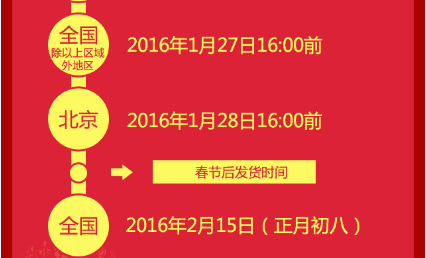 全国
除以上区域
外地区
2016年1月27日16:00前
北京
2016年1月28日16:00前
春节后发货时间
全国
2016年2月15日（正月初八）